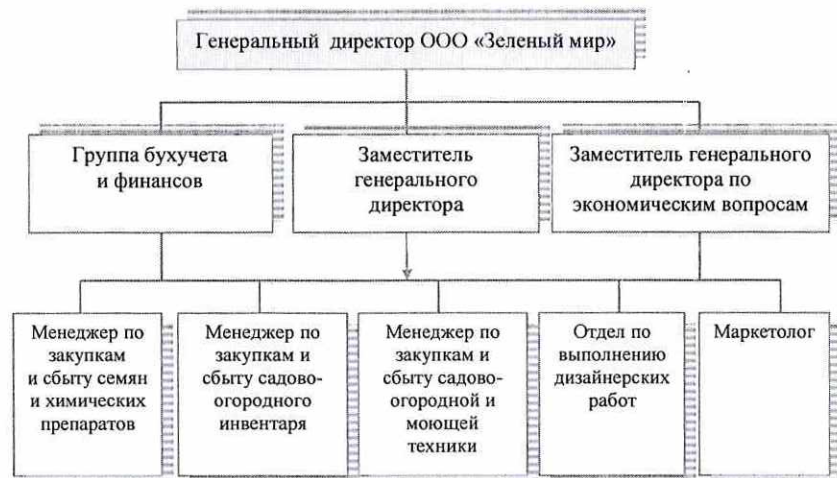 Генеральный директор ООО «Зеленый мир»
Группа бухучета
и финансов
Заместитель
генерального
директора
Заместитель генерального
директора по
экономическим вопросам
Менеджер по
закупкам
и сбыту семян
и химических
препаратов
Менеджер по
закупкам и
сбыту садово-
огородного
инвентаря
Менеджер по
закупкам и
сбыту садово-
огородной и
моющей
техники
Отдел по
выполнению
дизайнерских
работ
Маркетолог